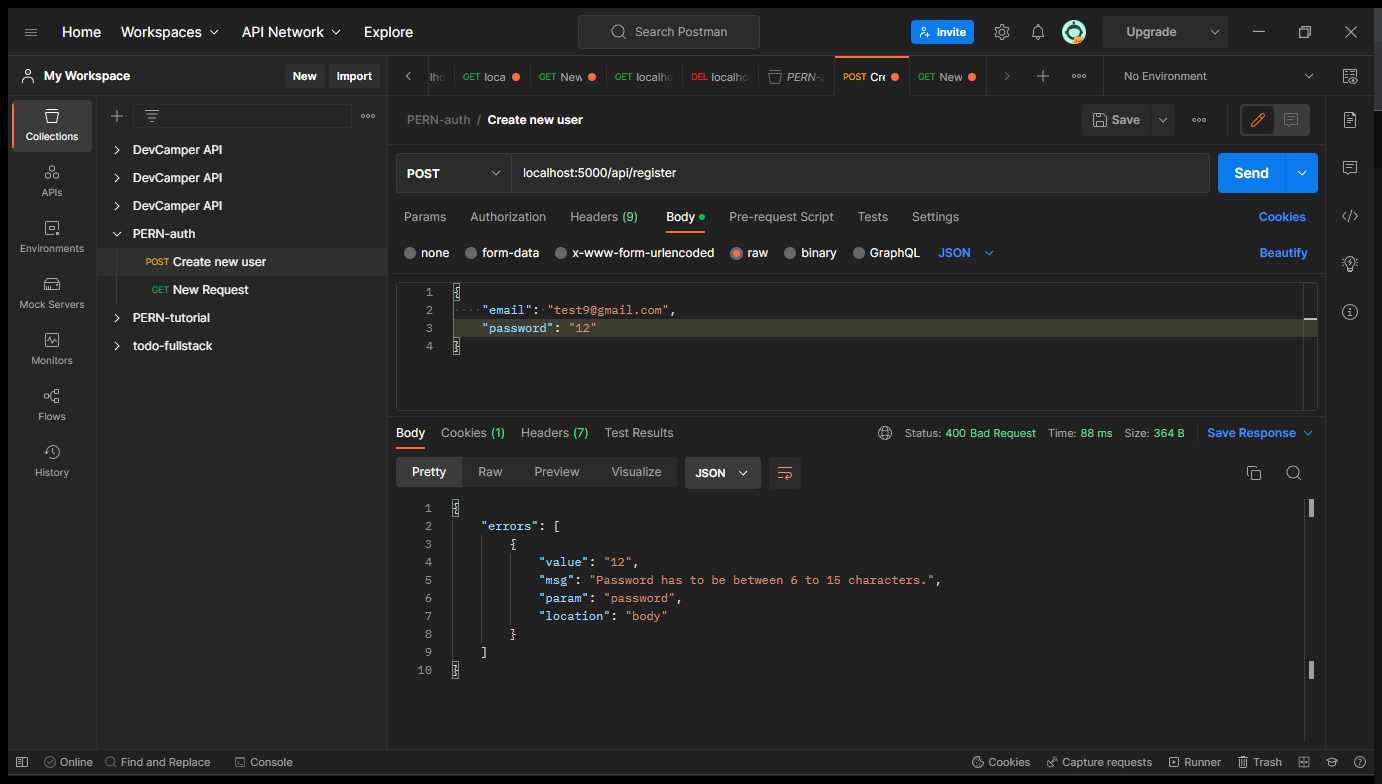 Home Workspaces API Network Explore Search Postman Invite Upgrade
My Workspace New Import
GET loca GET New GET localho DEL localho PERN-a POST Cre GET New No Environment
Collections
APIs
Environments
Mock Servers
Monitors
Flows
History
DevCamper API
DevCamper API
DevCamper API
PERN-auth
POST Create new user
GET New Request
PERN-tutorial
todo-fullstack
PERN-auth / Create new user Save
POST localhost:5000/api/register Send
Params Authorization Headers (9) Body Pre-request Script Tests Settings Cookies
none form-data x-www-form-urlencoded raw binary GraphQL JSON Beautify
1 {
2 "email": "test9@gmail.com",
3 "password": "12"
4 }
Body Cookies (1) Headers (7) Test Results Status: 400 Bad Request Time: 88 ms Size: 364 B Save Response
Pretty Raw Preview Visualize JSON
1 {
2 "errors": [
3 {
4 "value": "12",
5 "msg": "Password has to be between 6 to 15 characters.",
6 "param": "password",
7 "location": "body"
8 }
9 ]
10 }
Online Find and Replace Console Cookies Capture requests Runner Trash